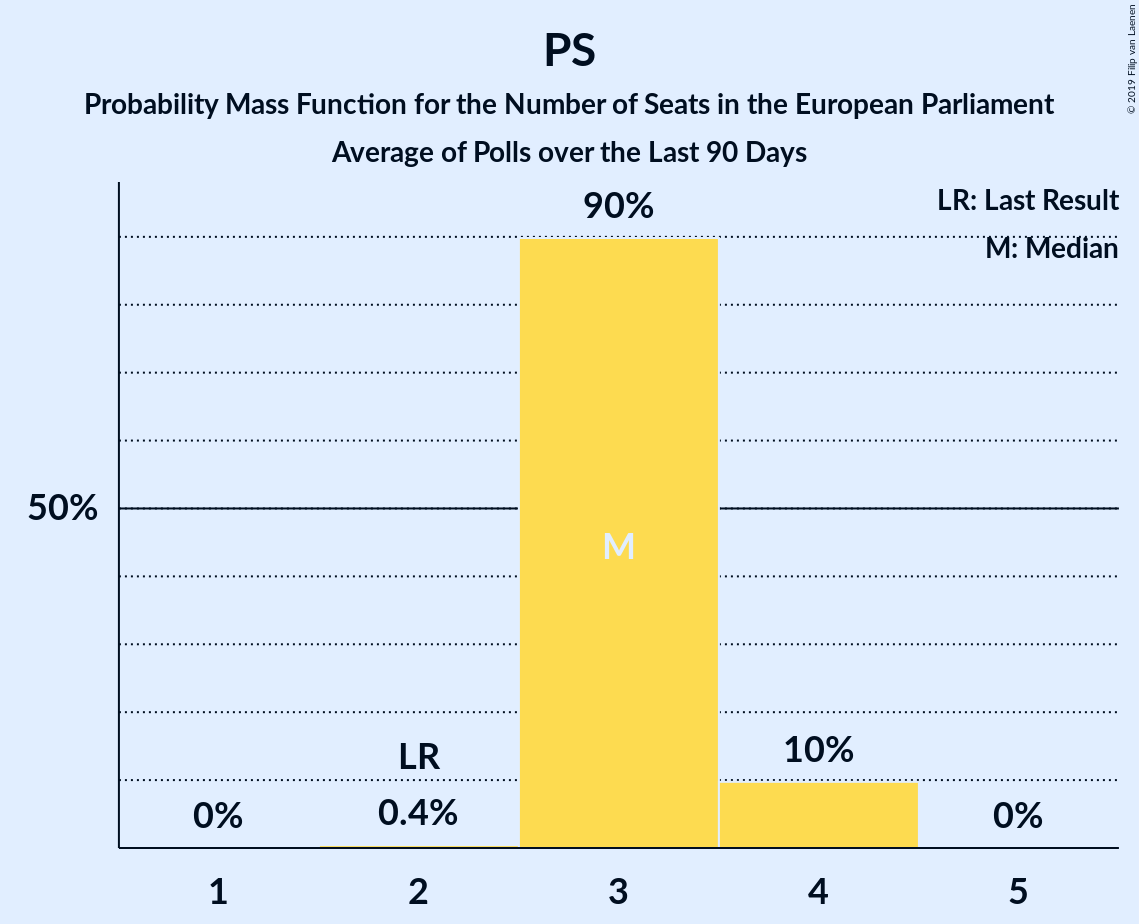 PS
Probability Mass Function for the Number of Seats in the European Parliament
Average of Polls over the Last 90 Days
© 2019 Filip van Laenen
LR: Last Result
M: Median
90%
50%
M
LR
10%
0%
0.4%
0%
1
2
3
4
5